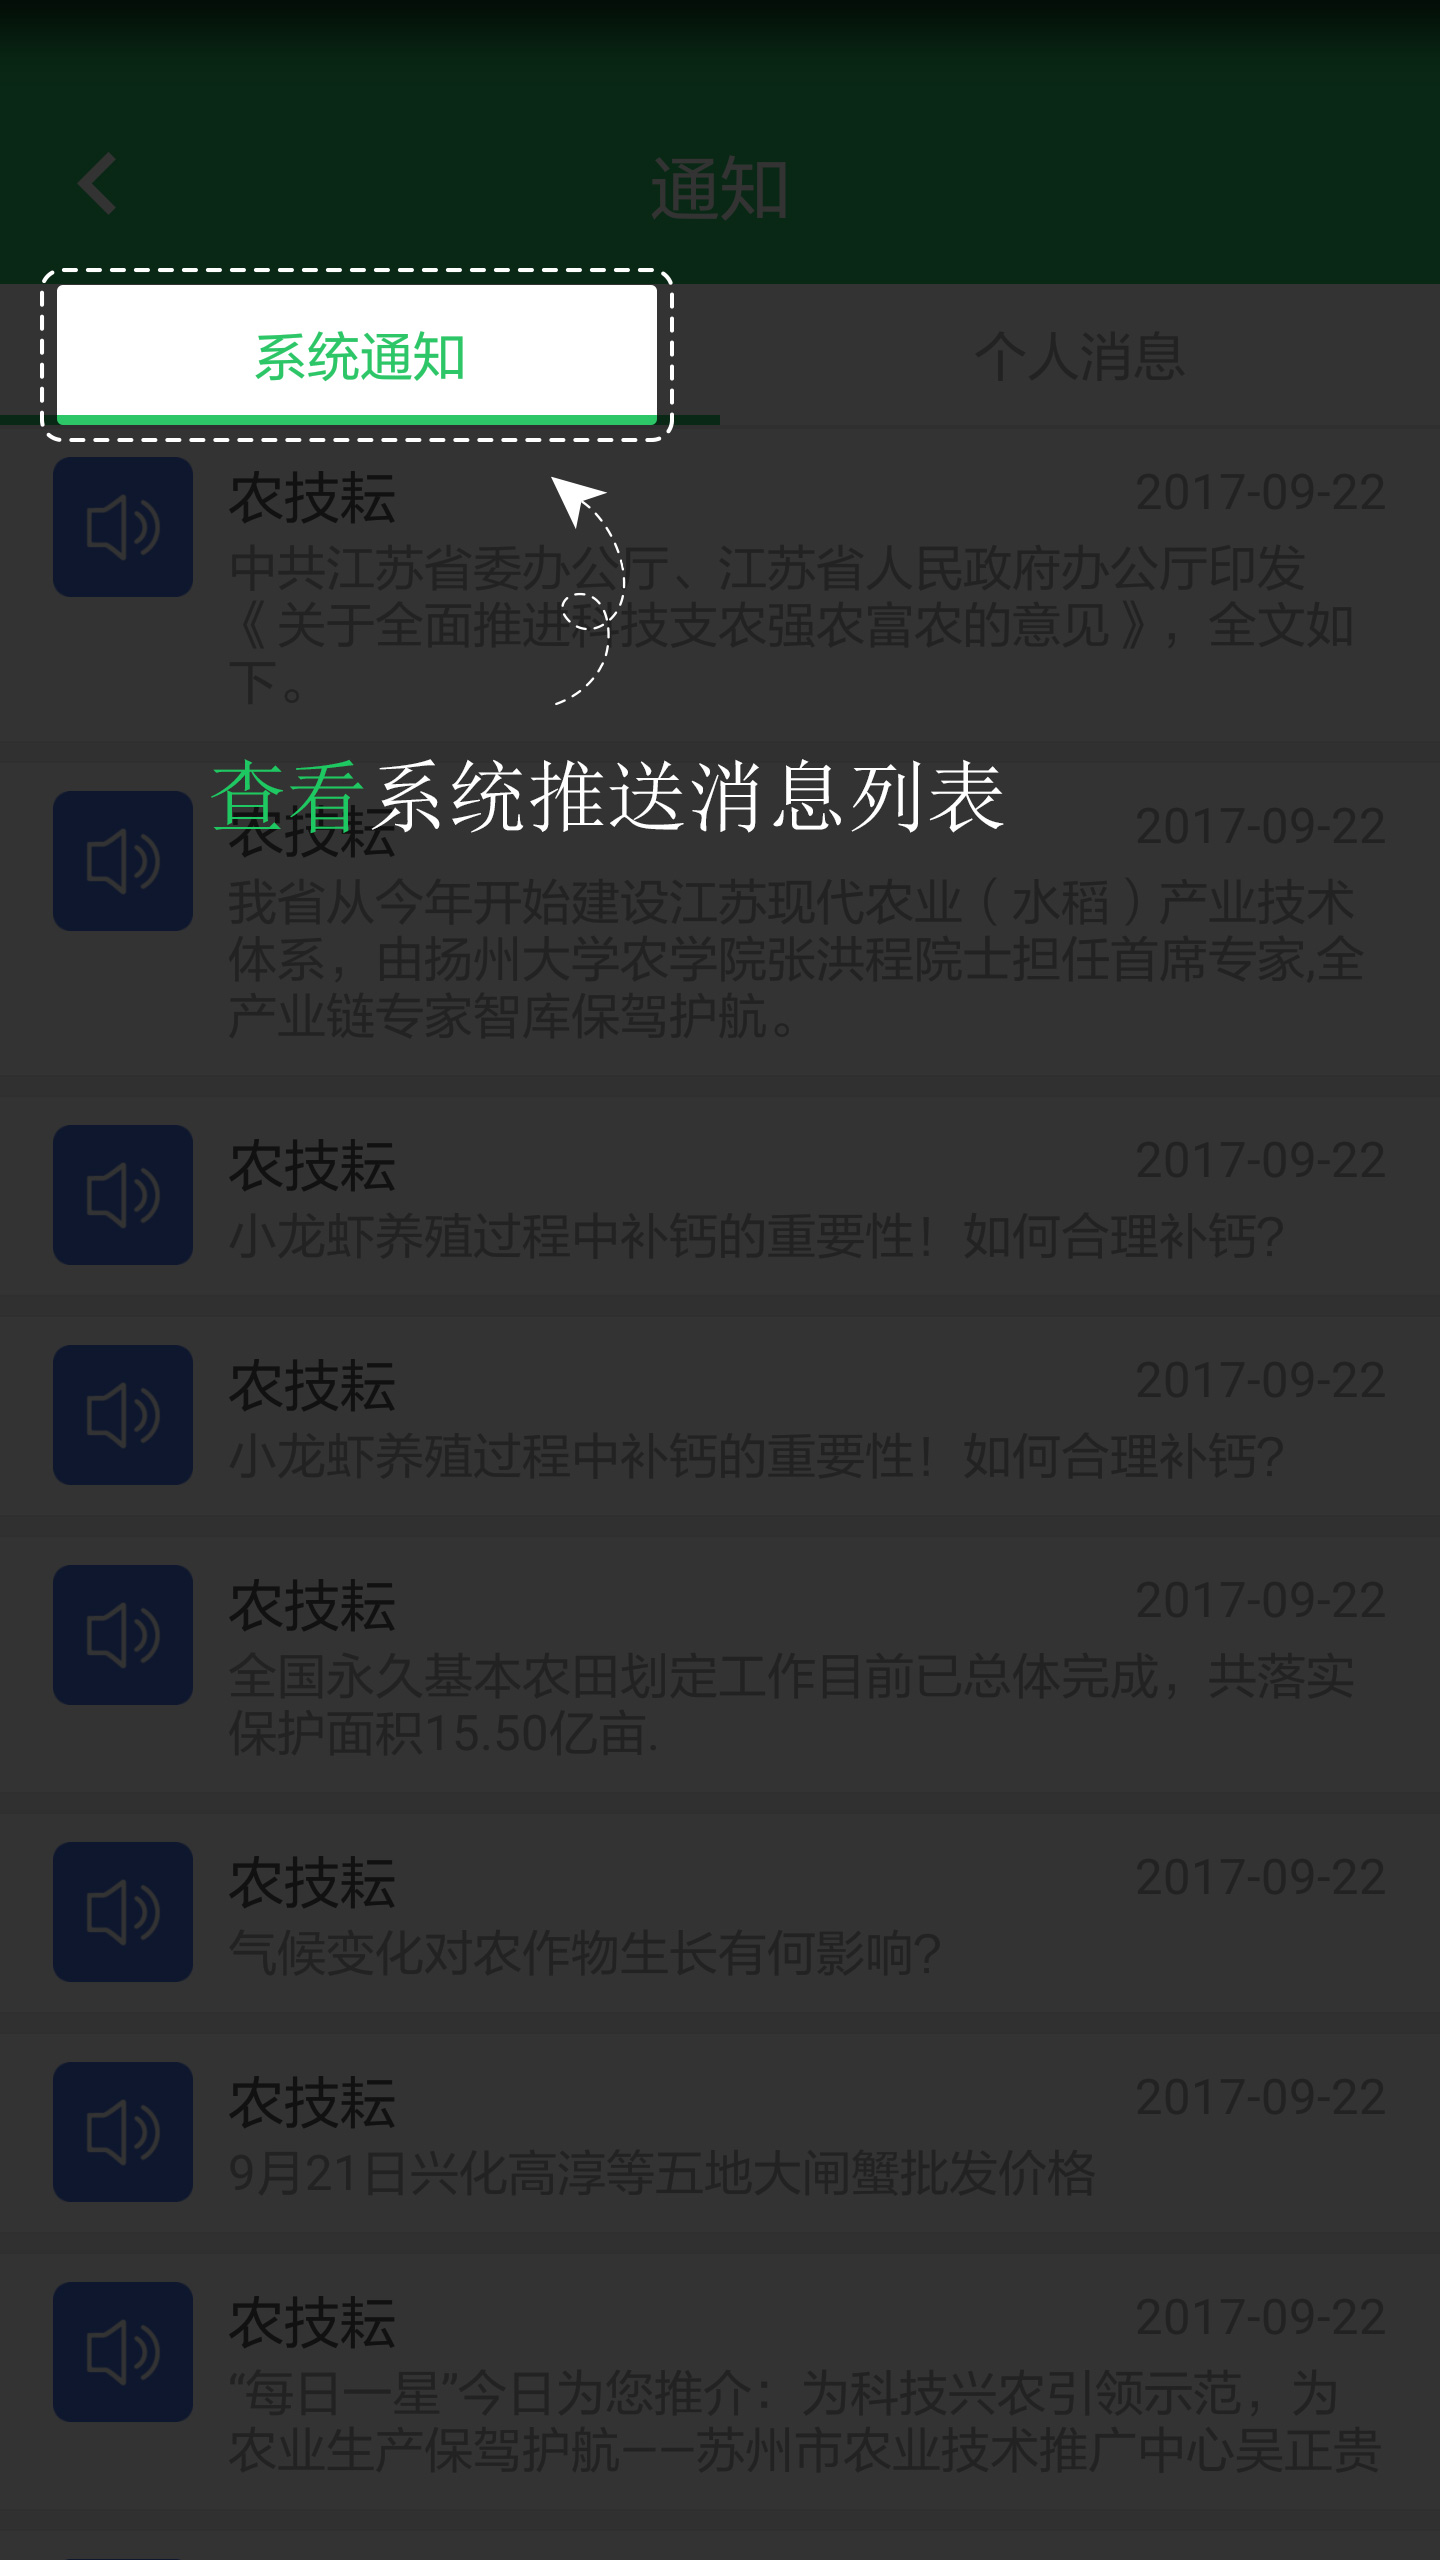 通知
系统通知
个人消息
农技耘 2017-09-22
中共江苏省委办公厅、江苏省人民政府办公厅印发
《关于全面推进科技支农强农富农的意见》，全文如
下。
查看系统推送消息列表
农技耘 2017-09-22
我省从今年开始建设江苏现代农业（水稻）产业技术
体系，由扬州大学农学院张洪程院士担任首席专家,全
产业链专家智库保驾护航。
农技耘 2017-09-22
小龙虾养殖过程中补钙的重要性！如何合理补钙?
农技耘 2017-09-22
小龙虾养殖过程中补钙的重要性！如何合理补钙?
农技耘 2017-09-22
全国永久基本农田划定工作目前已总体完成，共落实
保护面积15.50亿亩.
农技耘 2017-09-22
气候变化对农作物生长有何影响?
农技耘 2017-09-22
9月21日兴化高淳等五地大闸蟹批发价格
农技耘 2017-09-22
“每日一星”今日为您推介：为科技兴农引领示范，为
农业生产保驾护航——苏州市农业技术推广中心吴正贵